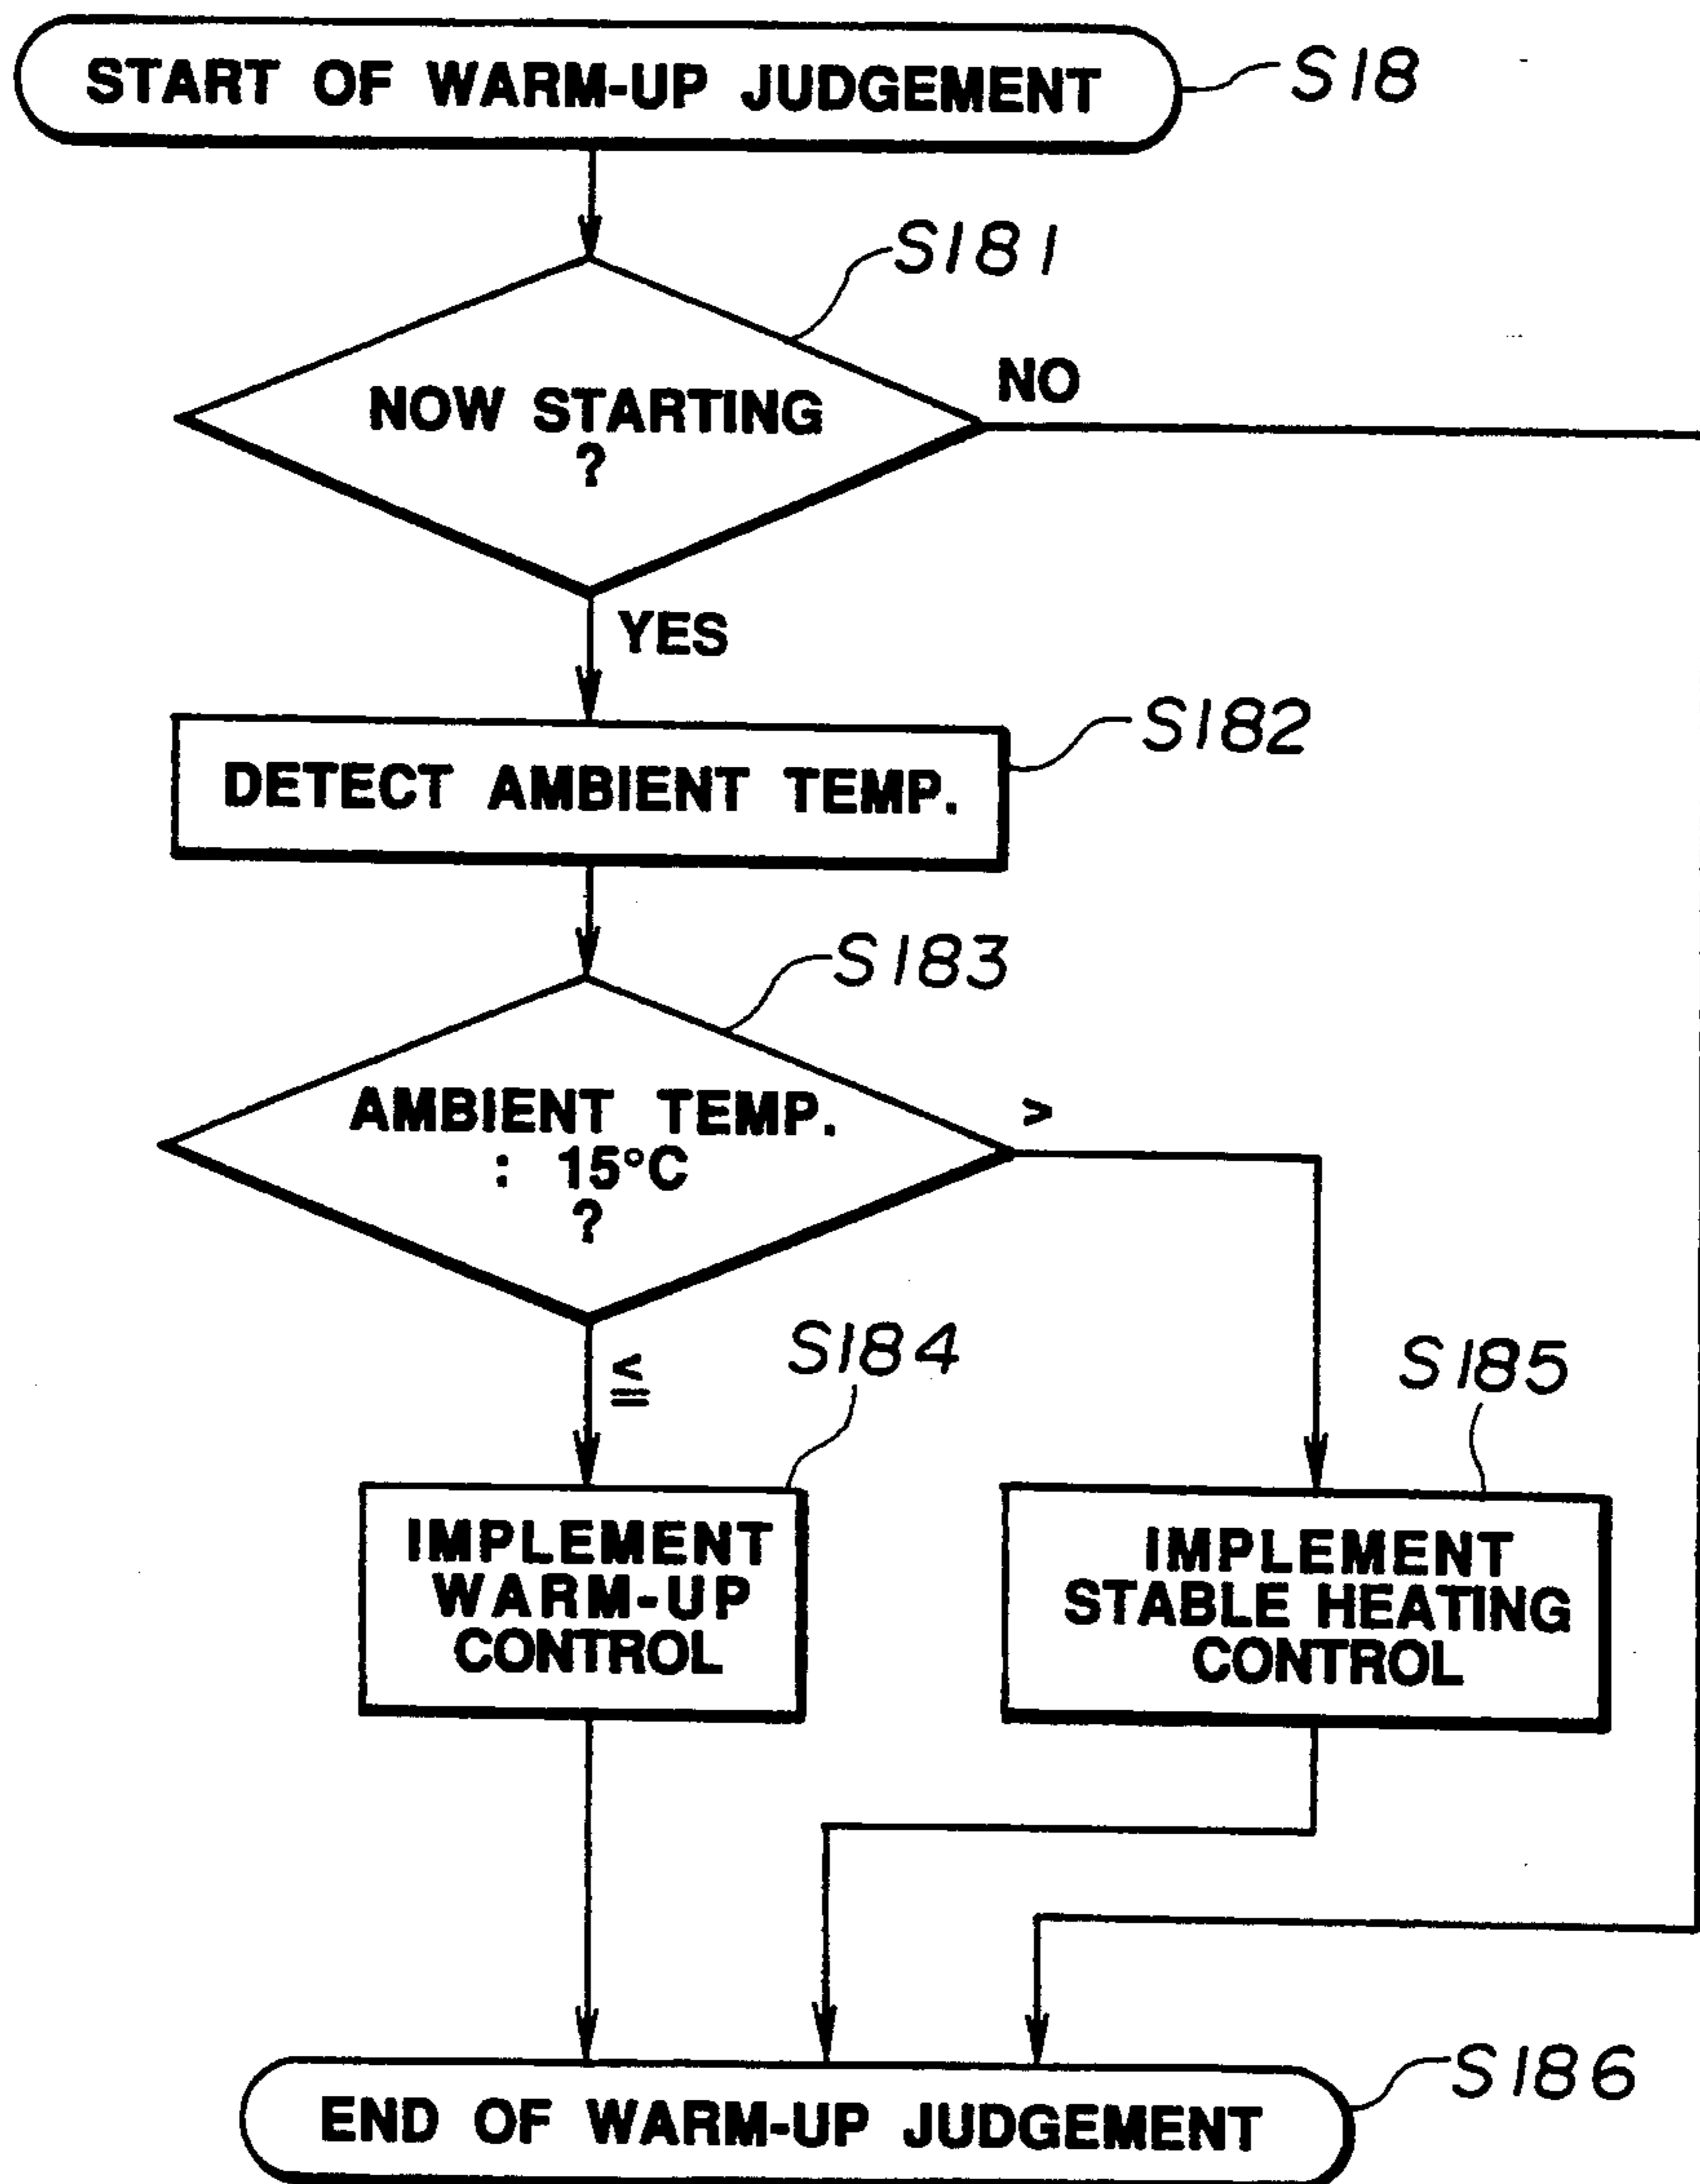 START OF WARM-UP JUDGEMENT
S18
S181
NOW STARTING
?
NO
YES
S182
DETECT AMBIENT TEMP.
S183
AMBIENT TEMP.
: 15°C
?
>
≦
S184
S185
IMPLEMENT
WARM-UP
CONTROL
IMPLEMENT
STABLE HEATING
CONTROL
S186
END OF WARM-UP JUDGEMENT